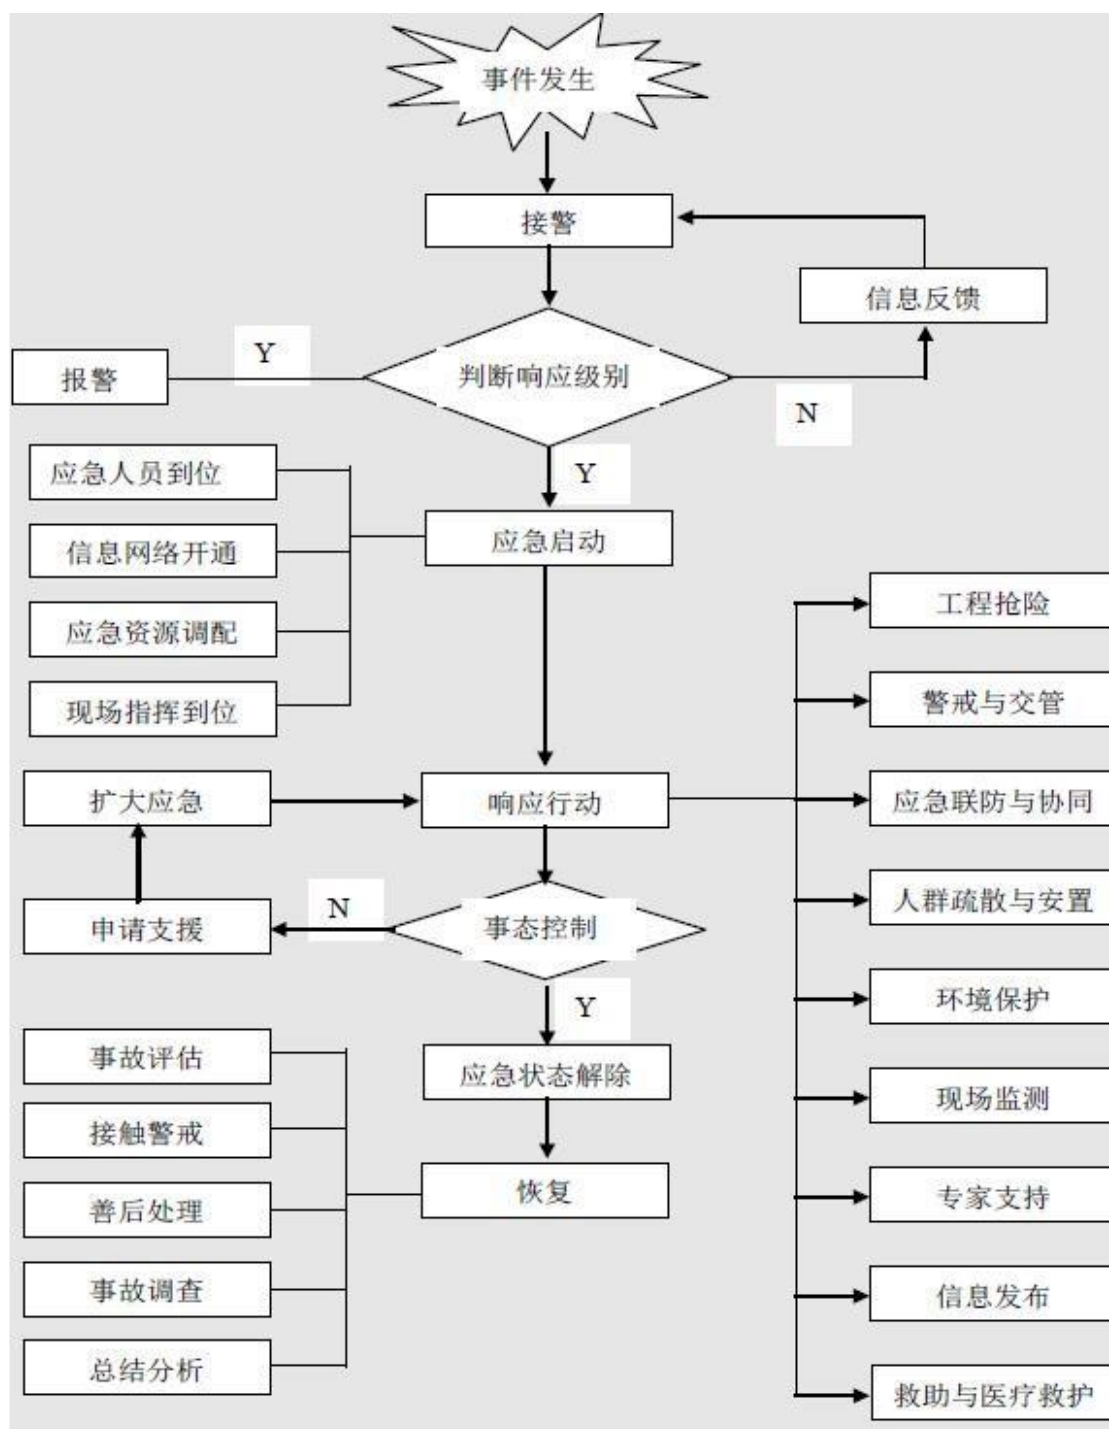 事件发生
接警
信息反馈
Y
报警
判断响应级别
N
Y
应急人员到位
应急启动
信息网络开通
工程抢险
应急资源调配
警戒与交管
现场指挥到位
扩大应急
响应行动
应急联防与协同
N
人群疏散与安置
申请支援
事态控制
Y
环境保护
事故评估
应急状态解除
现场监测
接触警戒
恢复
专家支持
善后处理
事故调查
信息发布
总结分析
救助与医疗救护